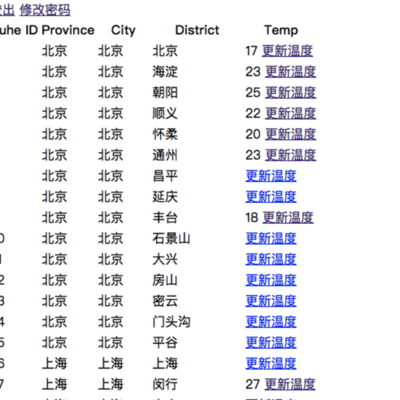 出 修改密码
uhe ID Province City District Temp
北京 北京 北京 17 更新温度
北京 北京 海淀 23 更新温度
北京 北京 朝阳 25 更新温度
北京 北京 顺义 22 更新温度
北京 北京 怀柔 20 更新温度
北京 北京 通州 23 更新温度
北京 北京 昌平 更新温度
北京 北京 延庆 更新温度
北京 北京 丰台 18 更新温度
0 北京 北京 石景山 更新温度
北京 北京 大兴 更新温度
2 北京 北京 房山 更新温度
3 北京 北京 密云 更新温度
4 北京 北京 门头沟 更新温度
5 北京 北京 平谷 更新温度
6 上海 上海 上海 更新温度
7 上海 上海 闵行 27 更新温度